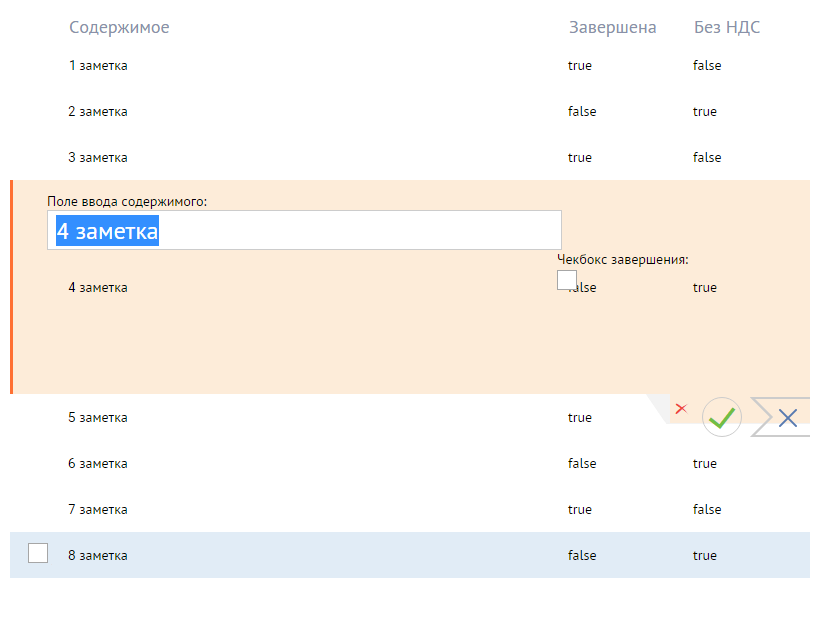 Содержимое Завершена Без НДС
1 заметка true false
2 заметка false true
3 заметка true false
Поле ввода содержимого:
4 заметка
Чекбокс завершения:
4 заметка false true
5 заметка true
6 заметка false true
7 заметка true false
8 заметка false true